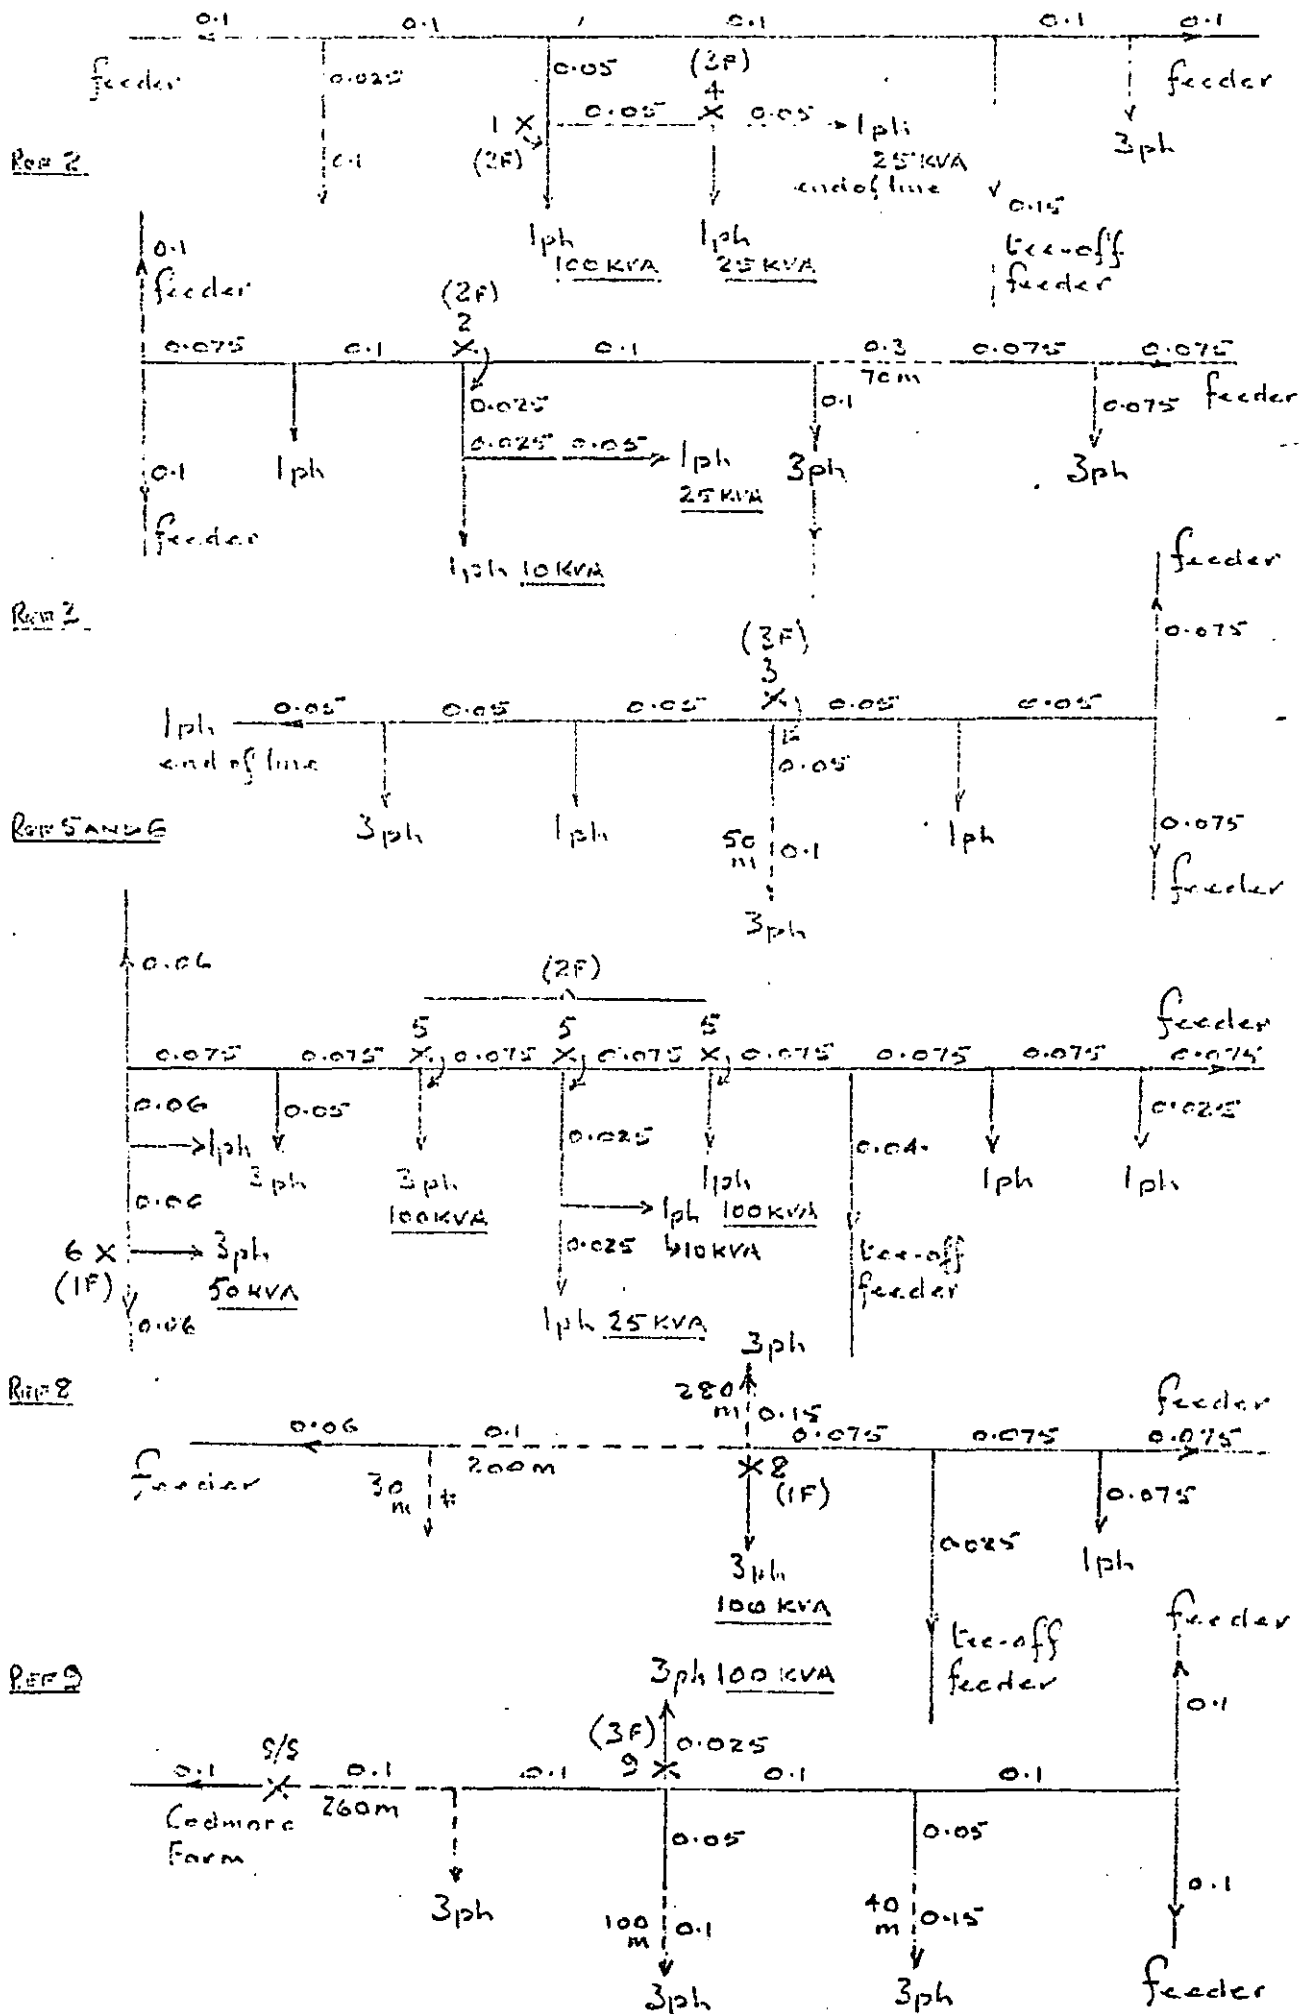 0.1 0.1 0.1 0.1 0.1
feeder 0.025 0.05 (3F) feeder
4
1 X 0.05 X 0.05 1ph 3ph
(2F) 25 KVA
REF 2 0.1 end of line 0.15
1ph 1ph tee-off
100 KVA 25 KVA feeder
0.1
feeder (2F)
2
0.075 0.1 X 0.1 0.3 0.075 0.075
70m
0.025 0.1 0.075 feeder
0.1 1ph 0.025 0.05 1ph 3ph 3ph
25 KVA
feeder
1ph 10 KVA feeder
REF 3
(3F) 0.075
3
1ph 0.05 0.05 0.05 X 0.05 0.05
end of line 0.05
REF 5 AND 6 3ph 1ph 50 m 0.1 1ph 0.075
feeder
3ph
0.06 (2F)
5 5 5 feeder
0.075 0.075 X 0.075 X 0.075 X 0.075 0.075 0.075 0.075
0.06 0.05 0.025 0.04 0.025
1ph 3ph 3ph 1ph 1ph 1ph
0.06 100 KVA 1ph 100 KVA
6 X 3ph 0.025 10 KVA tee-off
(1F) 50 KVA feeder
0.06 1ph 25 KVA
3ph
REF 8 280 m 0.15 feeder
0.06 0.1 0.075 0.075 0.075
feeder 200m X 8
30 m (1F) 0.075
0.025 1ph
3ph
100 KVA tee-off feeder
REF 9 3ph 100 KVA feeder
S/S (3F) 0.025 0.1
0.1 X 0.1 0.1 9 X 0.1 0.1
260m
Codmore 0.05 0.05
Farm
3ph 100 m 0.1 40 m 0.15 0.1
3ph 3ph feeder